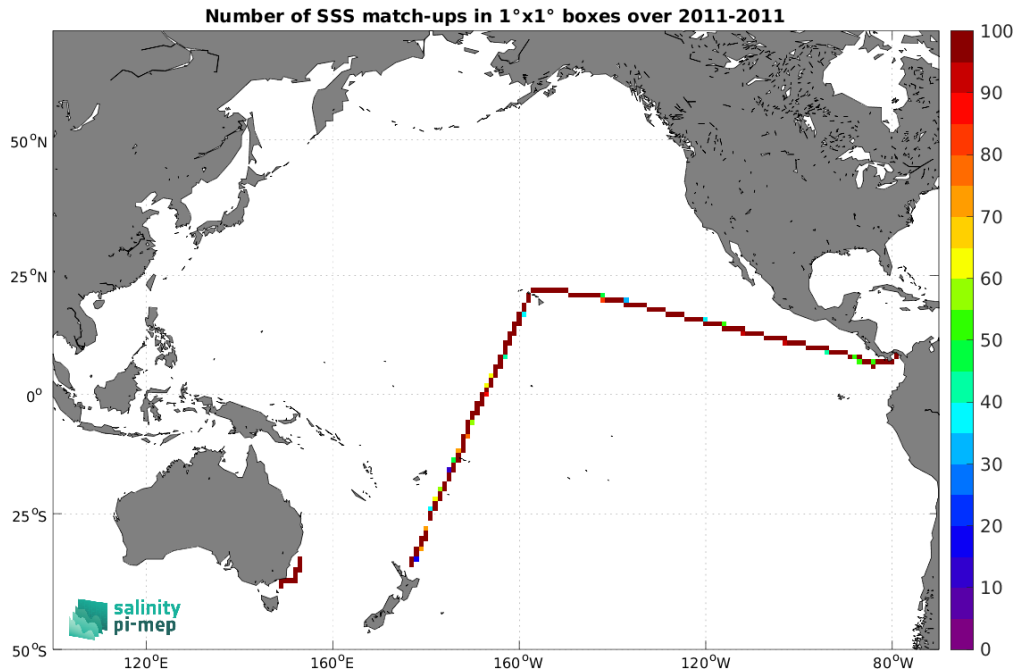 Number of SSS match-ups in 1°x1° boxes over 2011-2011
100
90
80
70
60
50
40
30
20
10
0
50°N
25°N
0°
25°S
50°S
120°E
160°E
160°W
120°W
80°W
salinity
pi-mep